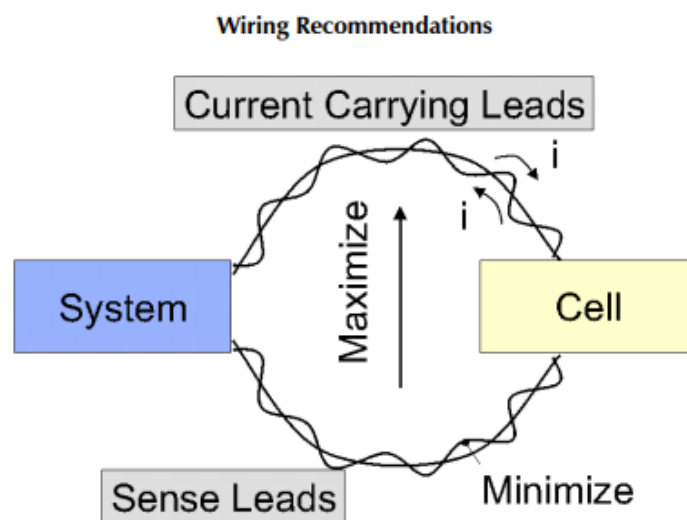 Wiring Recommendations
Current Carrying Leads
i
i
Maximize
System
Cell
Minimize
Sense Leads